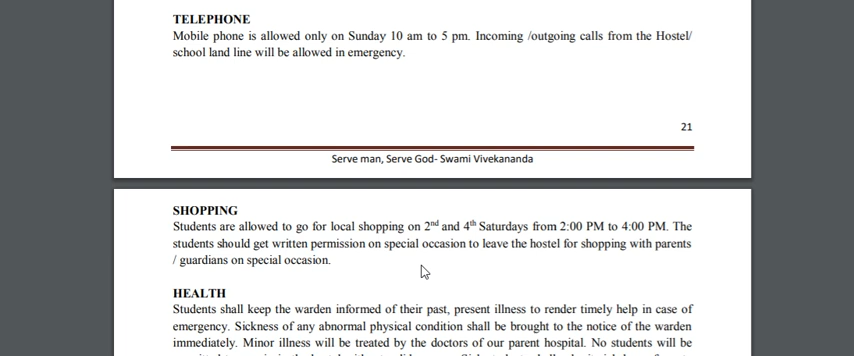 TELEPHONE
Mobile phone is allowed only on Sunday 10 am to 5 pm. Incoming /outgoing calls from the Hostel/
school land line will be allowed in emergency.
21
Serve man, Serve God- Swami Vivekananda
SHOPPING
Students are allowed to go for local shopping on 2nd and 4th Saturdays from 2:00 PM to 4:00 PM. The
students should get written permission on special occasion to leave the hostel for shopping with parents
/ guardians on special occasion.
HEALTH
Students shall keep the warden informed of their past, present illness to render timely help in case of
emergency. Sickness of any abnormal physical condition shall be brought to the notice of the warden
immediately. Minor illness will be treated by the doctors of our parent hospital. No students will be